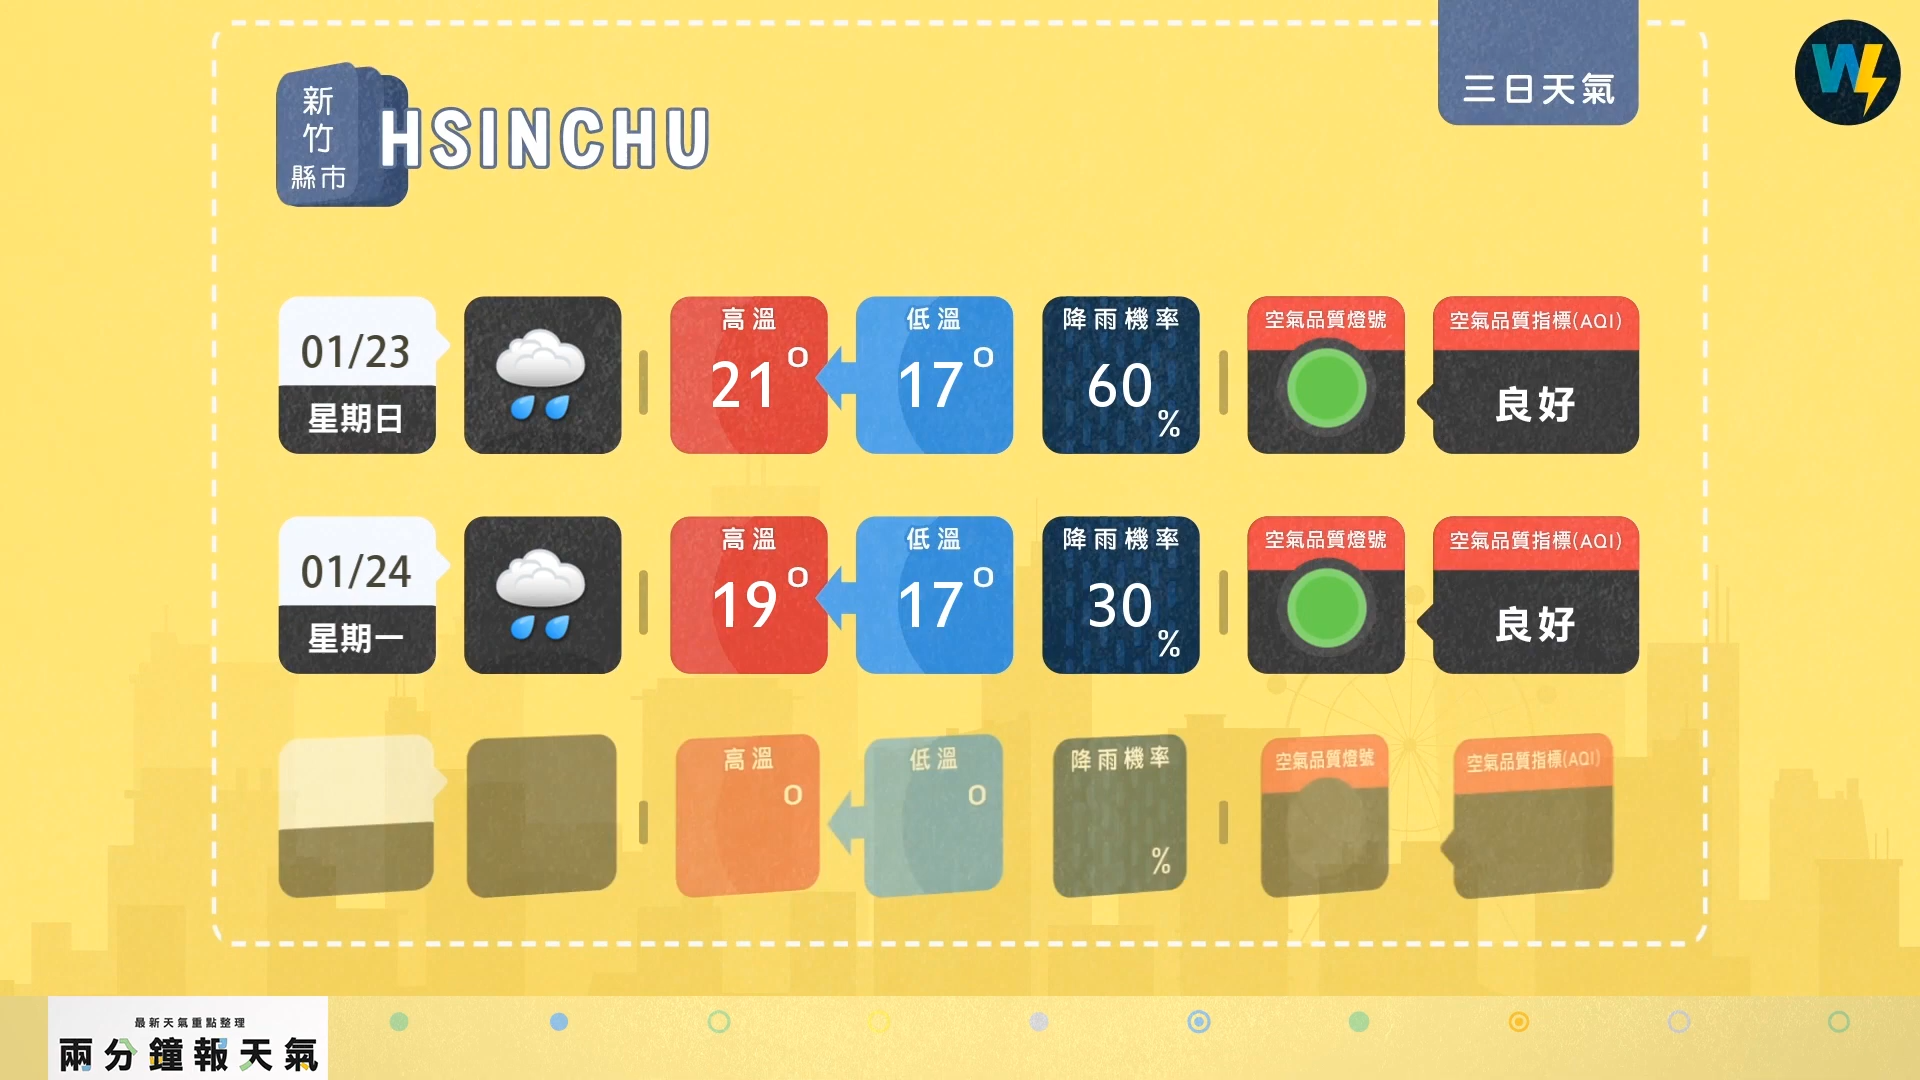 新
竹
縣市
HSINCHU
三日天氣
W
01/23
星期日
高溫
21°
低溫
17°
降雨機率
60%
空氣品質燈號
空氣品質指標(AQI)
良好
01/24
星期一
高溫
19°
低溫
17°
降雨機率
30%
空氣品質燈號
空氣品質指標(AQI)
良好
高溫
°
低溫
°
降雨機率
%
空氣品質燈號
空氣品質指標(AQI)
最新天氣重點整理
兩分鐘報天氣